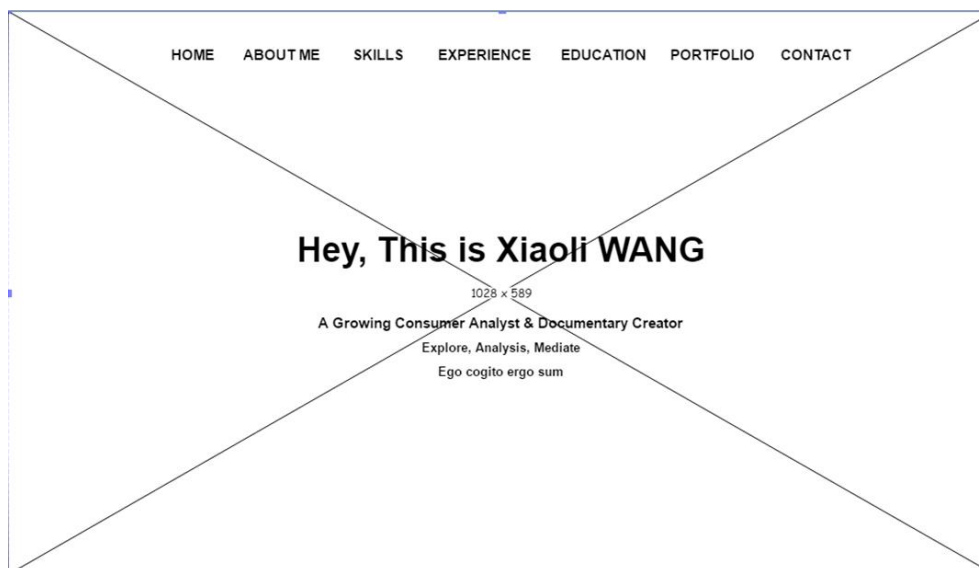 HOME ABOUT ME SKILLS EXPERIENCE EDUCATION PORTFOLIO CONTACT
Hey, This is Xiaoli WANG
1028 x 589
A Growing Consumer Analyst & Documentary Creator
Explore, Analysis, Mediate
Ego cogito ergo sum